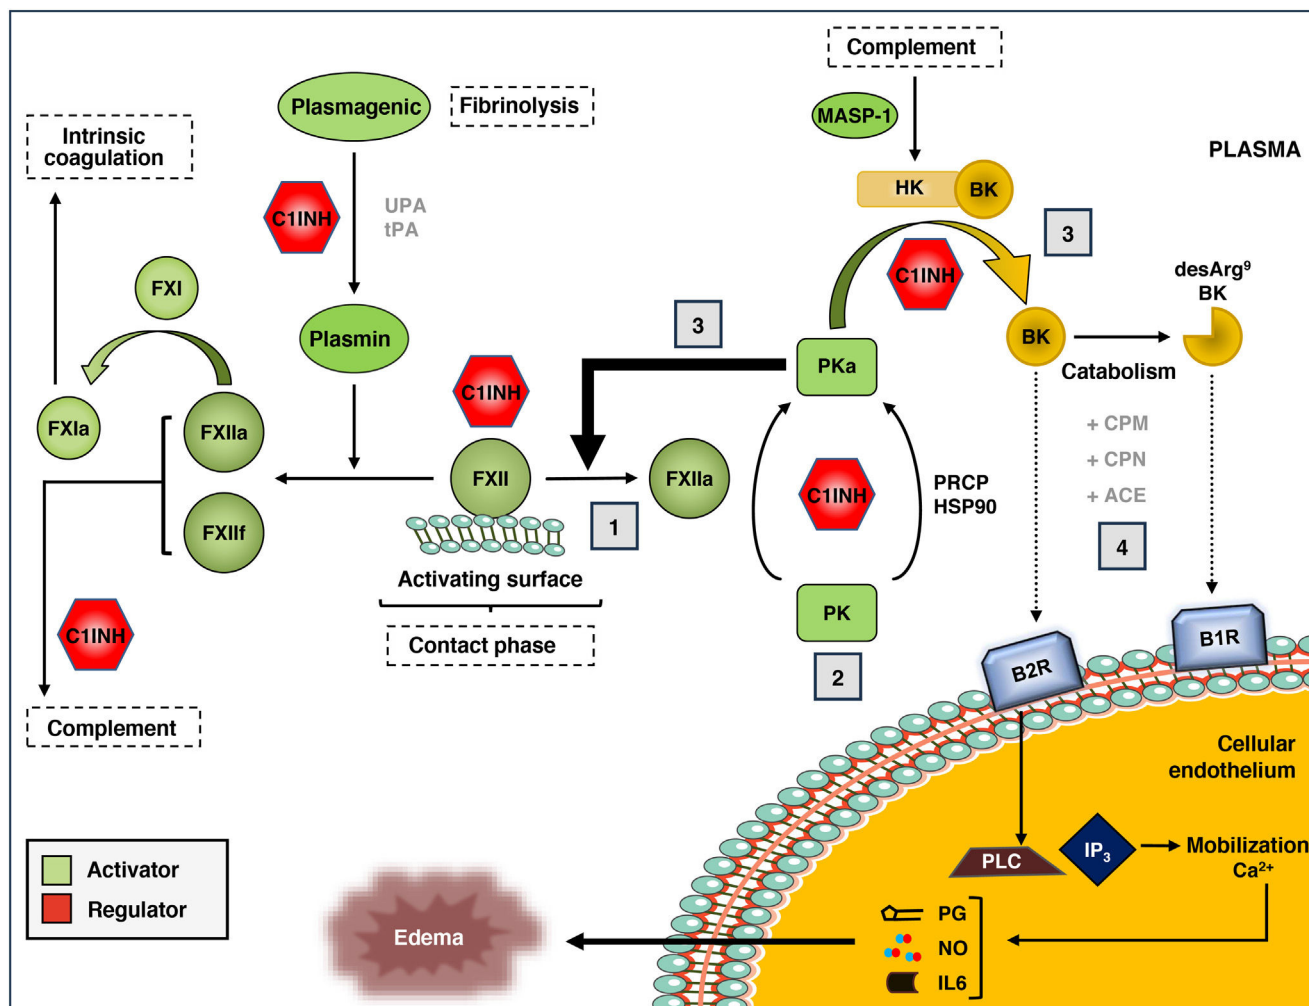 Complement
Plasmagenic
Fibrinolysis
MASP-1
Intrinsic
coagulation
PLASMA
HK
BK
C1INH
UPA
tPA
3
C1INH
desArg⁹
BK
FXI
Plasmin
3
BK
PKa
Catabolism
C1INH
FXIa
FXIIa
+ CPM
+ CPN
+ ACE
FXII
FXIIa
C1INH
PRCP
HSP90
FXIIf
1
4
Activating surface
PK
C1INH
Contact phase
B2R
B1R
2
Complement
Cellular
endothelium
PLC
IP₃
Mobilization
Ca²⁺
Activator
Regulator
PG
NO
IL6
Edema